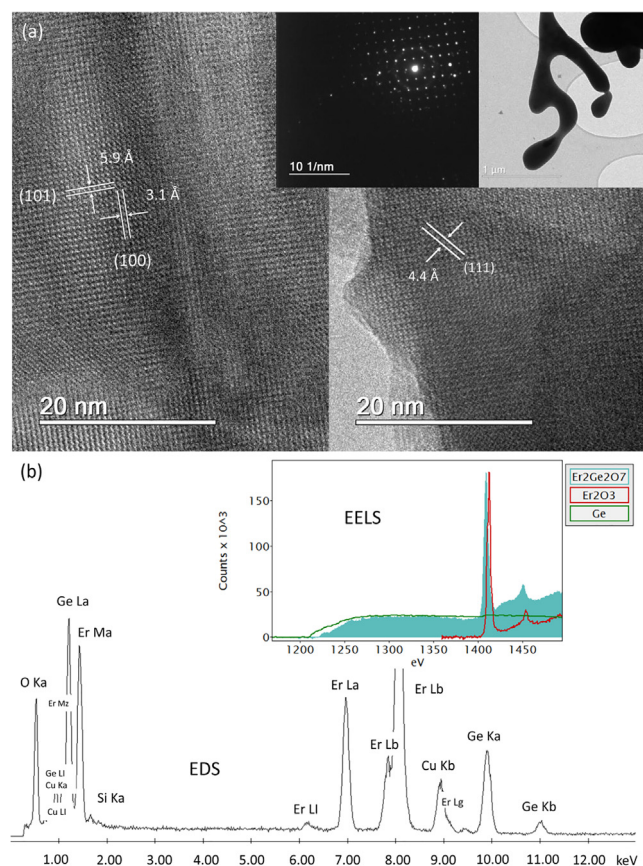 (a)
5.9 Å
(101)
3.1 Å
(100)
20 nm
10 1/nm
1 µm
4.4 Å
(111)
20 nm
(b)
EELS
Counts x 10^3
150
100
50
0
1200 1250 1300 1350 1400 1450
eV
Er2Ge2O7
Er2O3
Ge
Ge La
Er Ma
O Ka
Er Mz
Ge Ll
Cu Ka
Cu Ll
Si Ka
EDS
Er Ll
Er La
Er Lb
Er Lb
Cu Kb
Er Lg
Ge Ka
Ge Kb
1.00 2.00 3.00 4.00 5.00 6.00 7.00 8.00 9.00 10.00 11.00 12.00 keV